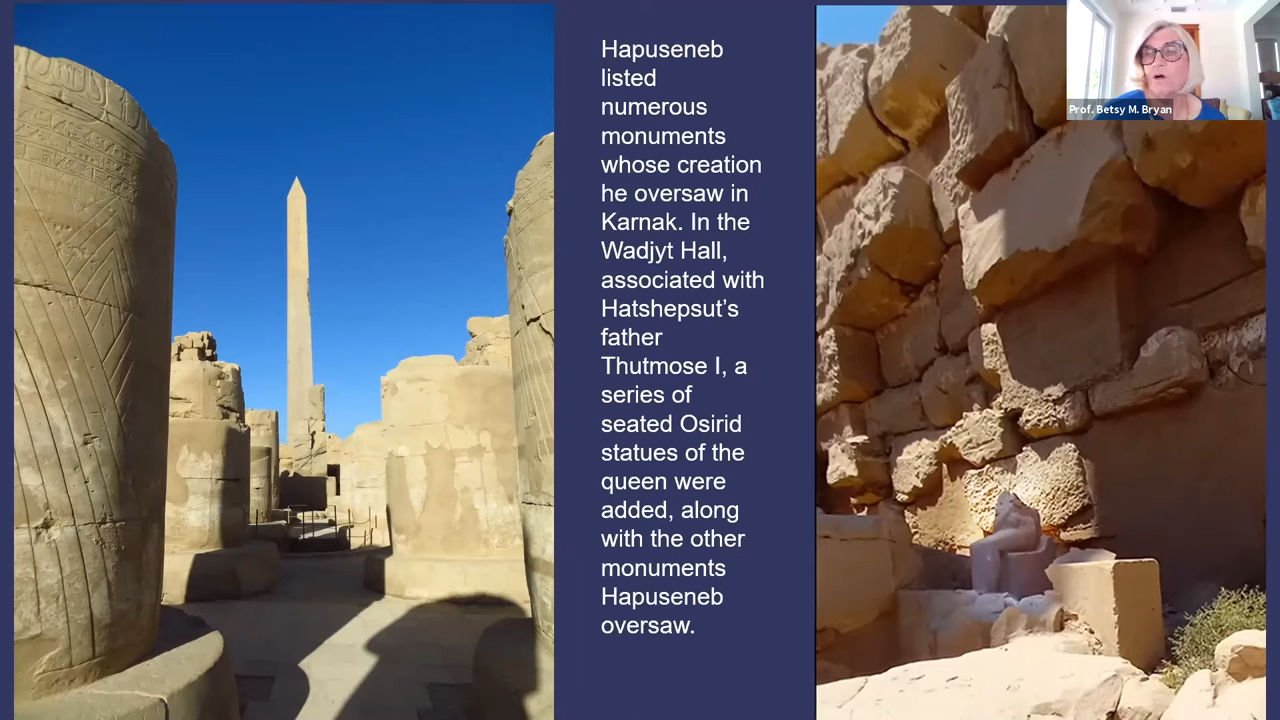 Hapuseneb
listed
numerous
monuments
whose creation
he oversaw in
Karnak. In the
Wadjyt Hall,
associated with
Hatshepsut’s
father
Thutmose I, a
series of
seated Osirid
statues of the
queen were
added, along
with the other
monuments
Hapuseneb
oversaw.
Prof. Betsy M. Bryan